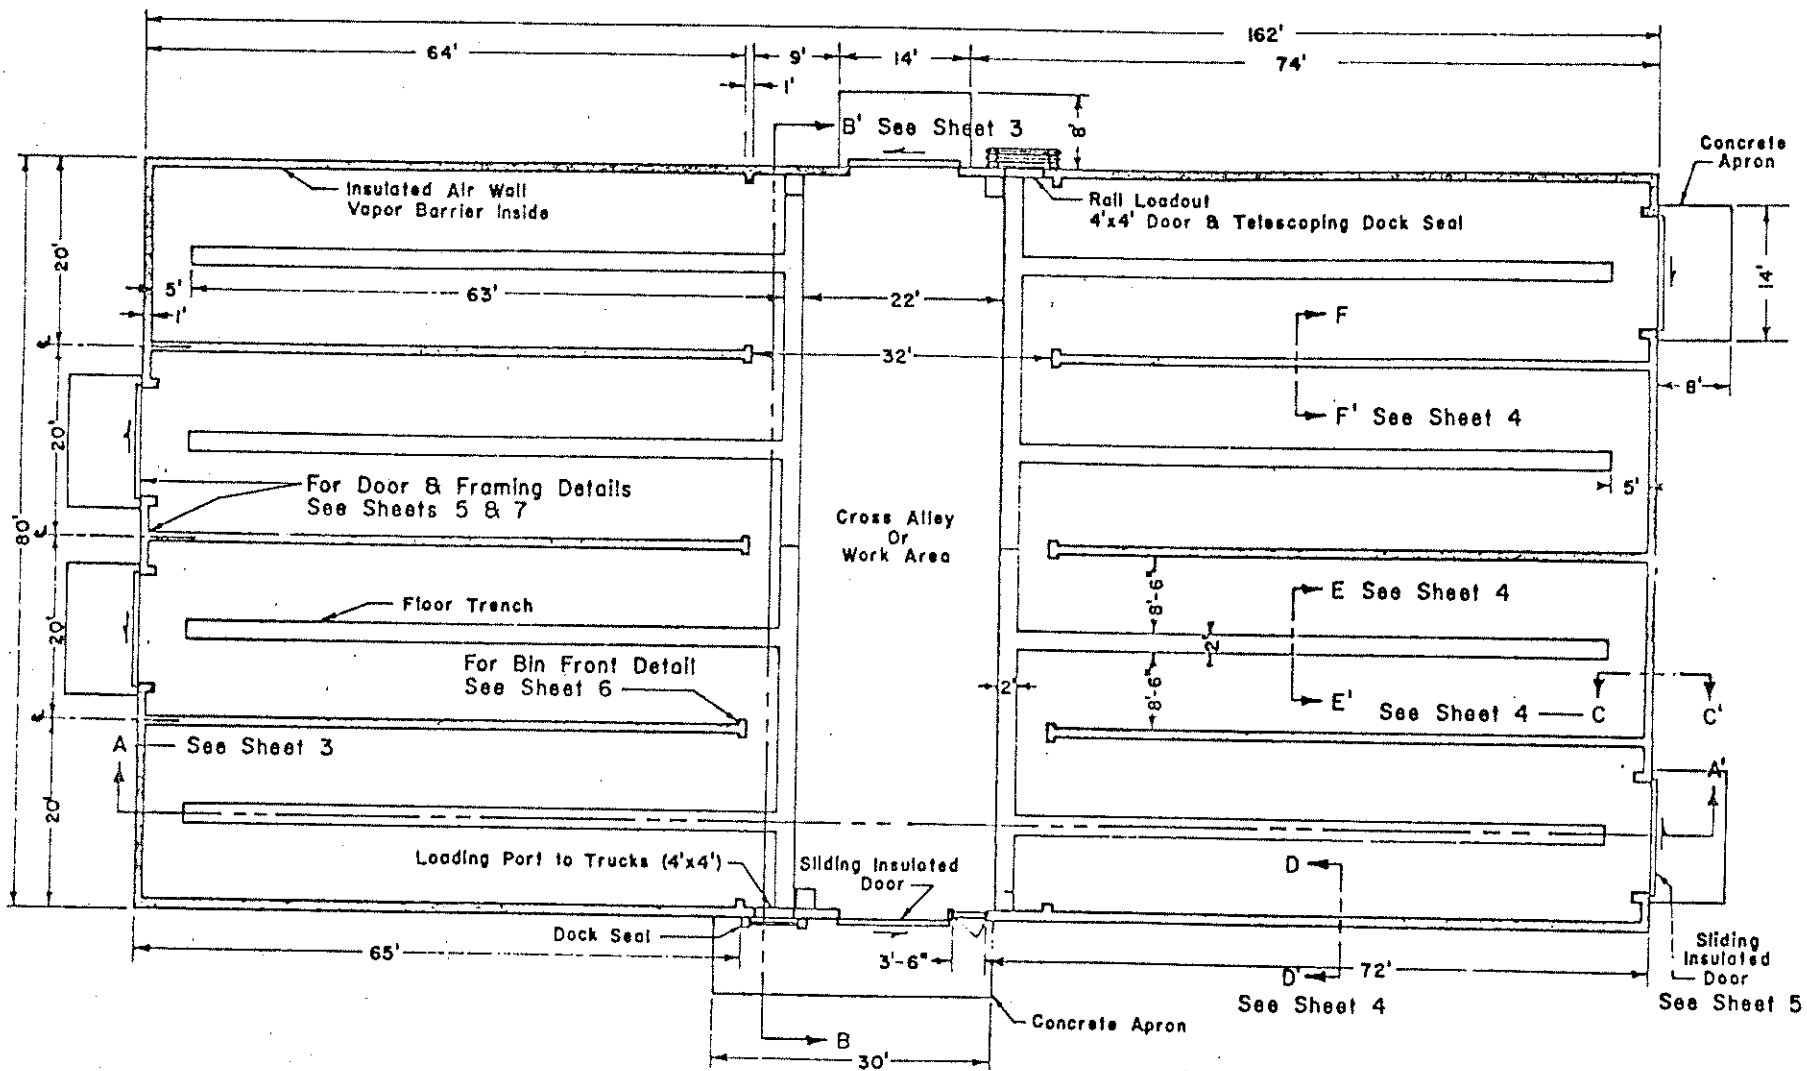 162'
64'
9'
14'
74'
1'
8'
B' See Sheet 3
Concrete
Apron
Insulated Air Wall
Vapor Barrier Inside
Rail Loadout
4'x4' Door & Telescoping Dock Seal
20'
5'
63'
22'
14'
1'
F
℄
32'
8'
F' See Sheet 4
20'
For Door & Framing Details
See Sheets 5 & 7
5'
80'
℄
Cross Alley
Or
Work Area
8'-6"
E See Sheet 4
Floor Trench
20'
2'
For Bin Front Detail
See Sheet 6
2'
8'-6"
E'
See Sheet 4
C
C'
℄
A
See Sheet 3
A'
20'
Loading Port to Trucks (4'x4')
Sliding Insulated
Door
D
Dock Seal
65'
3'-6"
72'
D'
See Sheet 4
Sliding
Insulated
Door
See Sheet 5
Concrete Apron
B
30'